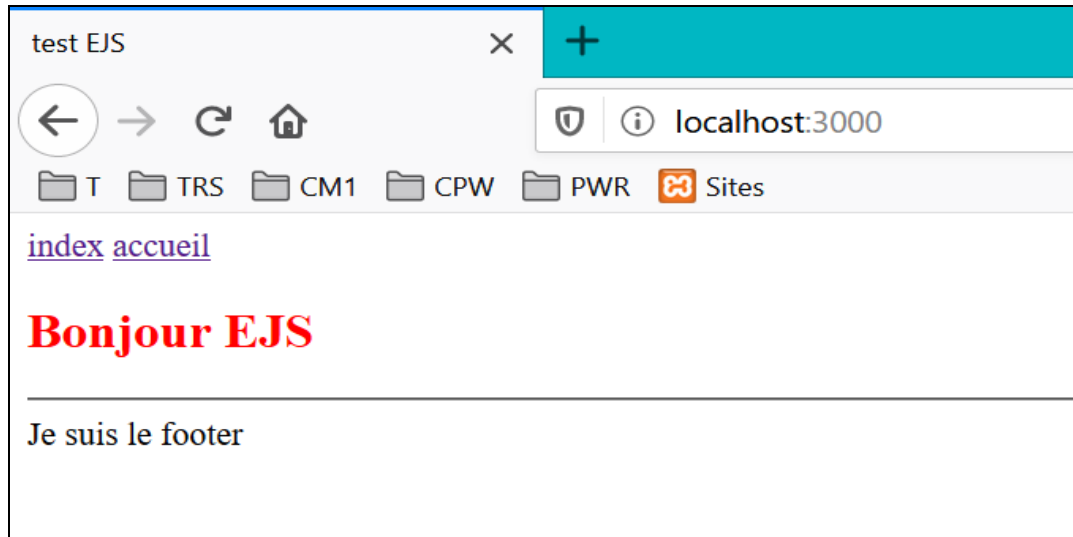 test EJS
localhost:3000
T TRS CM1 CPW PWR Sites
index accueil
Bonjour EJS
Je suis le footer